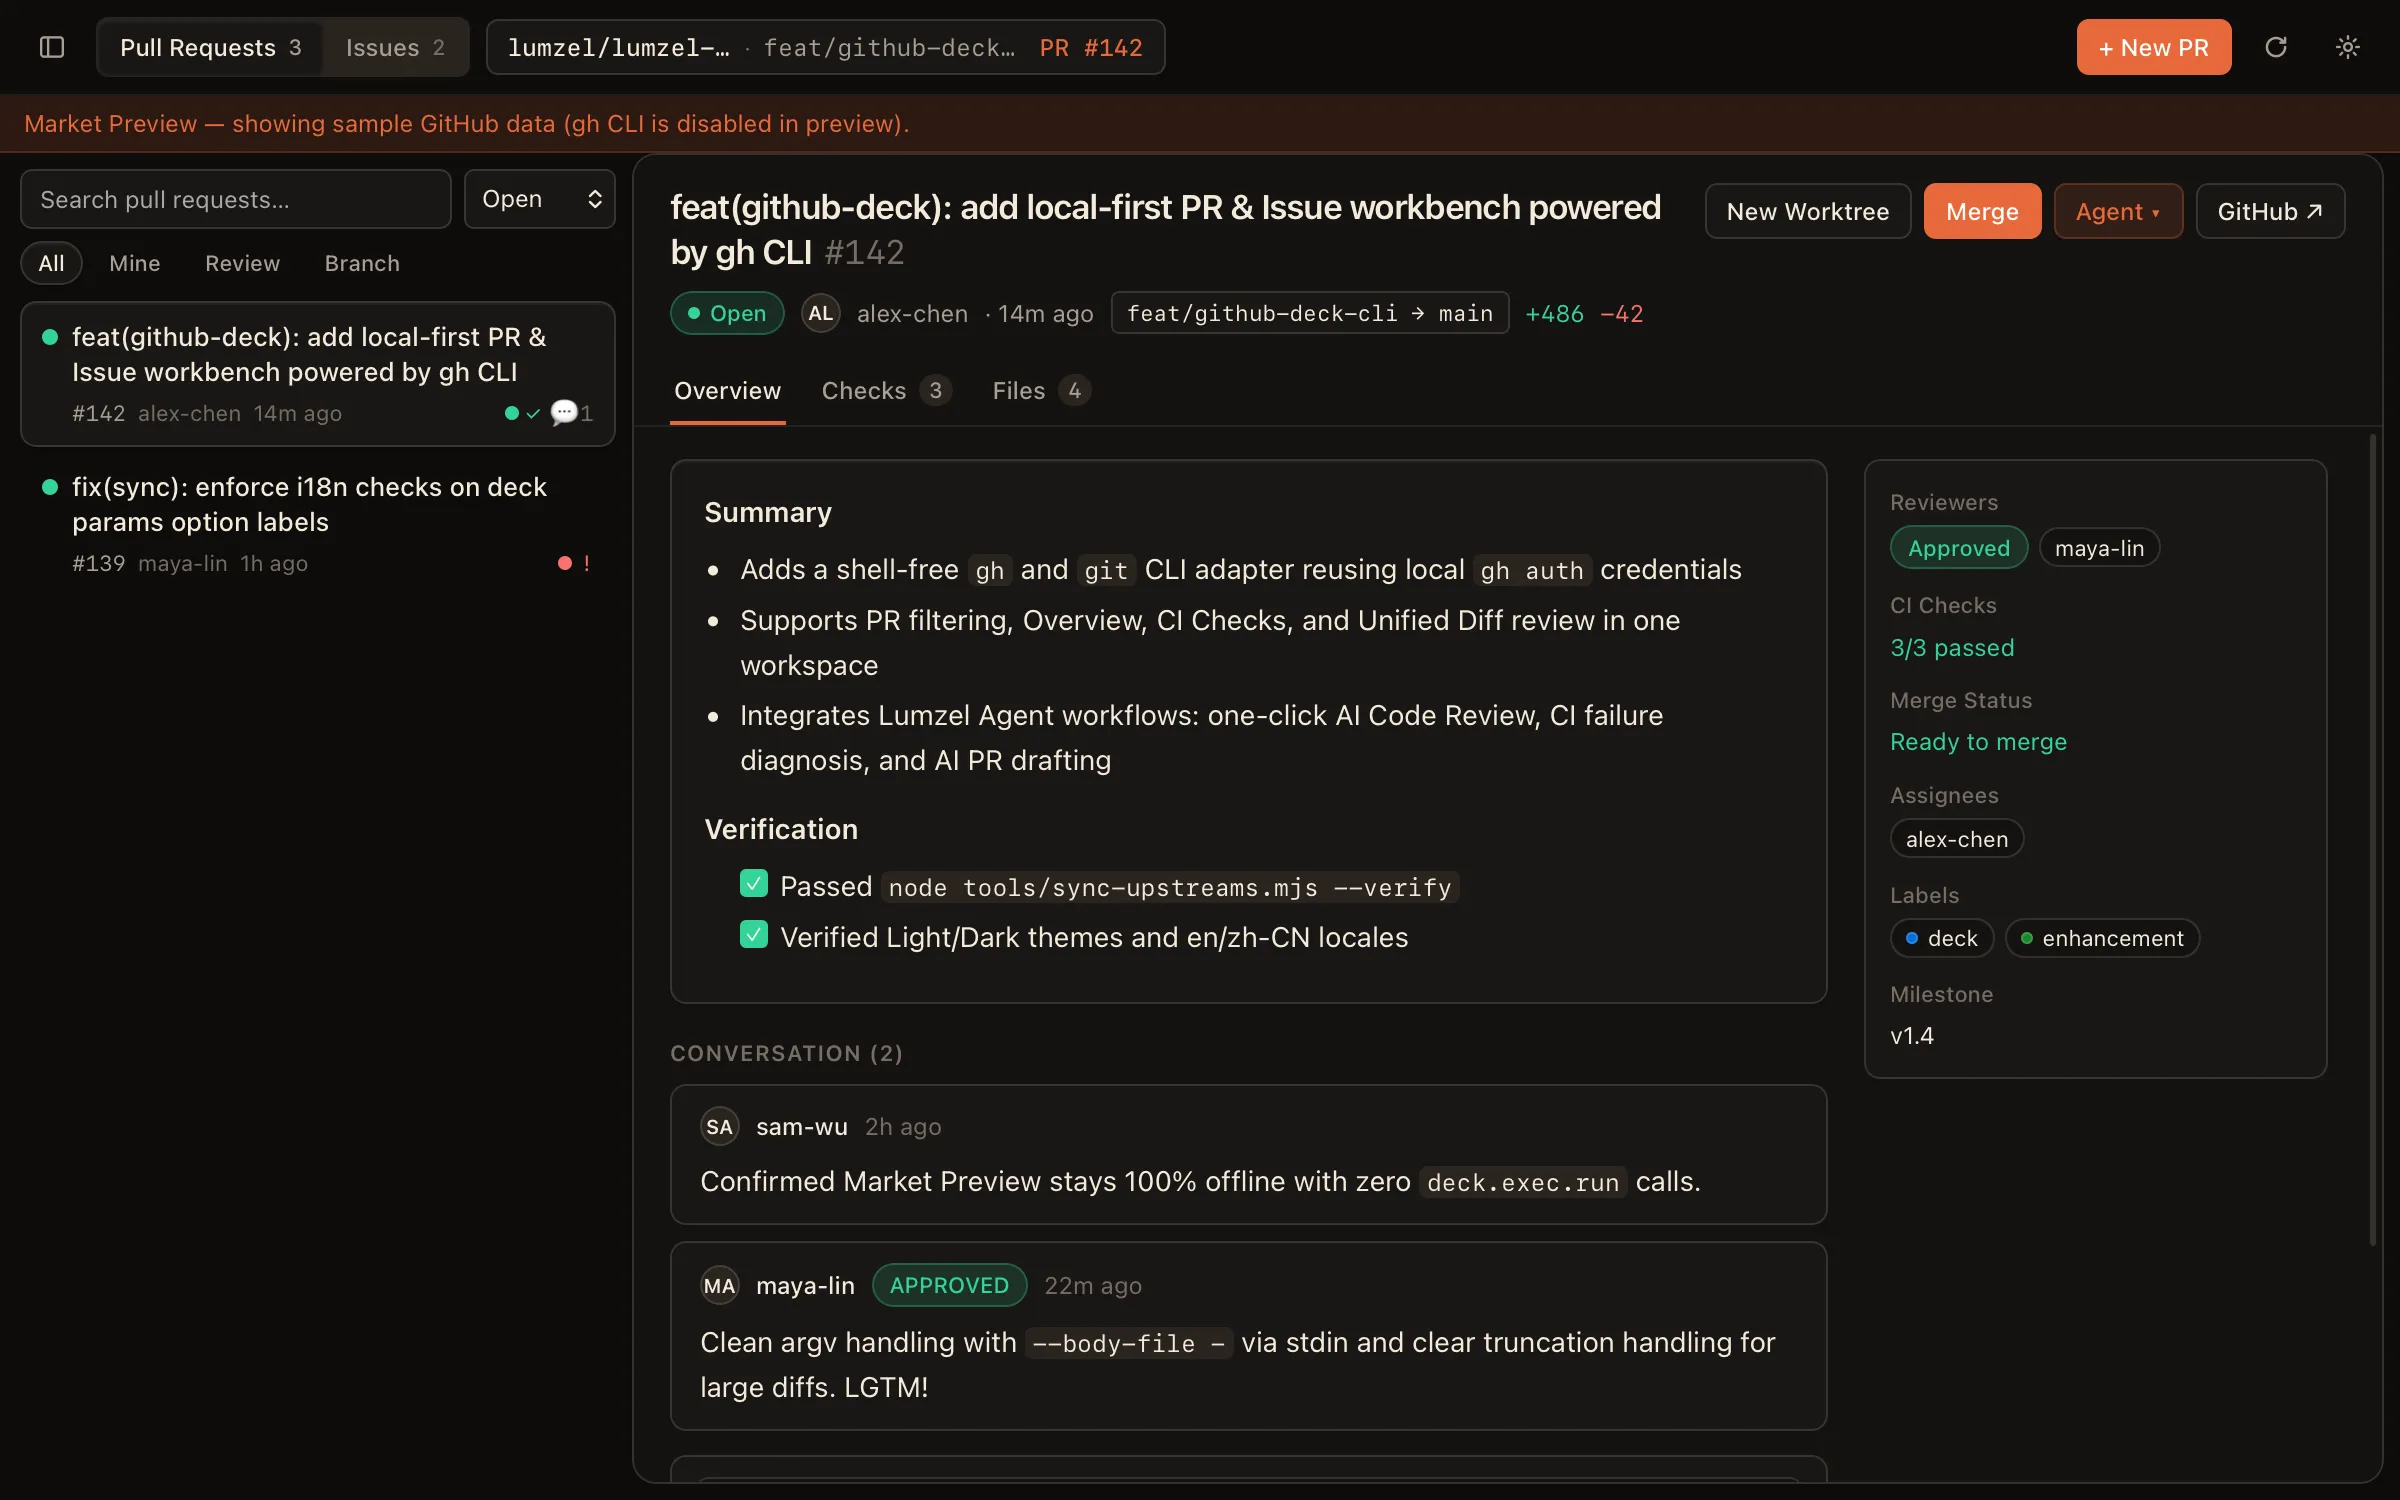 Pull Requests 3
Issues 2
lumzel/lumzel-… · feat/github-deck… PR #142
+ New PR
Market Preview — showing sample GitHub data (gh CLI is disabled in preview).
Search pull requests...
Open
All
Mine
Review
Branch
feat(github-deck): add local-first PR &
Issue workbench powered by gh CLI
#142 alex-chen 14m ago
✓ 💬1
fix(sync): enforce i18n checks on deck
params option labels
#139 maya-lin 1h ago
!
feat(github-deck): add local-first PR & Issue workbench powered
by gh CLI #142
New Worktree
Merge
Agent ▾
GitHub ↗
Open
AL
alex-chen · 14m ago
feat/github-deck-cli → main
+486 −42
Overview
Checks 3
Files 4
Summary
• Adds a shell-free gh and git CLI adapter reusing local gh auth credentials
• Supports PR filtering, Overview, CI Checks, and Unified Diff review in one
workspace
• Integrates Lumzel Agent workflows: one-click AI Code Review, CI failure
diagnosis, and AI PR drafting
Verification
Passed node tools/sync-upstreams.mjs --verify
Verified Light/Dark themes and en/zh-CN locales
CONVERSATION (2)
SA sam-wu 2h ago
Confirmed Market Preview stays 100% offline with zero deck.exec.run calls.
MA maya-lin APPROVED 22m ago
Clean argv handling with --body-file - via stdin and clear truncation handling for
large diffs. LGTM!
Reviewers
Approved maya-lin
CI Checks
3/3 passed
Merge Status
Ready to merge
Assignees
alex-chen
Labels
deck enhancement
Milestone
v1.4